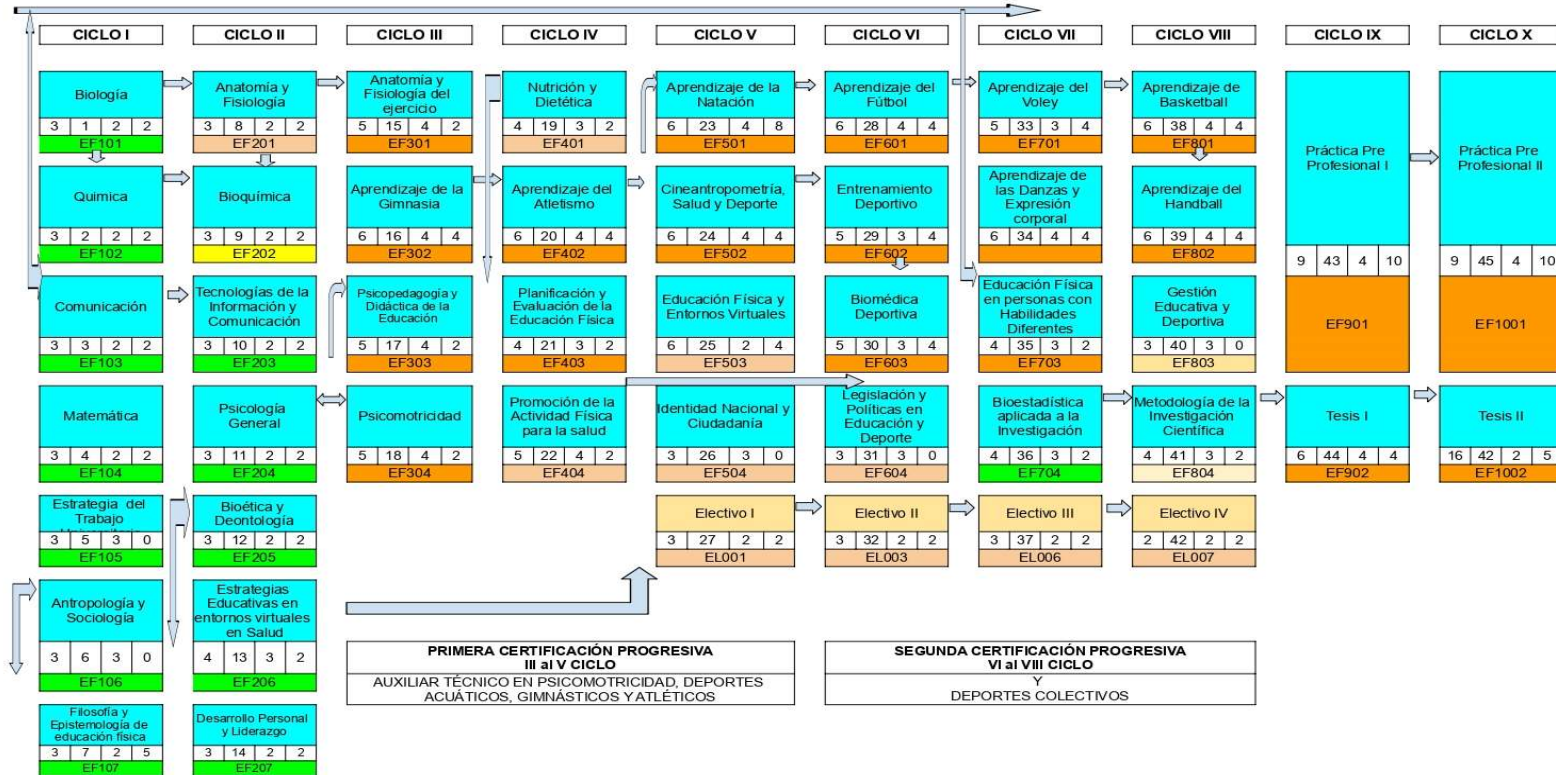 CICLO I
CICLO II
CICLO III
CICLO IV
CICLO V
CICLO VI
CICLO VII
CICLO VIII
CICLO IX
CICLO X
Biología
3 1 2 2
EF101
Anatomía y
Fisiología
3 8 2 2
EF201
Anatomía y
Fisiología del
ejercicio
5 15 4 2
EF301
Nutrición y
Dietética
4 19 3 2
EF401
Aprendizaje de la
Natación
6 23 4 8
EF501
Aprendizaje del
Fútbol
6 28 4 4
EF601
Aprendizaje del
Voley
5 33 3 4
EF701
Aprendizaje de
Basketball
6 38 4 4
EF801
Práctica Pre
Profesional I
9 43 4 10
EF901
Práctica Pre
Profesional II
9 45 4 10
EF1001
Quimica
3 2 2 2
EF102
Bioquímica
3 9 2 2
EF202
Aprendizaje de la
Gimnasia
6 16 4 4
EF302
Aprendizaje del
Atletismo
6 20 4 4
EF402
Cineantropometría,
Salud y Deporte
6 24 4 4
EF502
Entrenamiento
Deportivo
5 29 3 4
EF602
Aprendizaje de
las Danzas y
Expresión
corporal
6 34 4 4
Aprendizaje del
Handball
6 39 4 4
EF802
Comunicación
3 3 2 2
EF103
Tecnologías de la
Información y
Comunicación
3 10 2 2
EF203
Psicopedagogía y
Didáctica de la
Educación
5 17 4 2
EF303
Planificación y
Evaluación de la
Educación Física
4 21 3 2
EF403
Educación Física y
Entornos Virtuales
6 25 2 4
EF503
Biomédica
Deportiva
5 30 3 4
EF603
Educación Física
en personas con
Habilidades
Diferentes
4 35 3 2
EF703
Gestión
Educativa y
Deportiva
3 40 3 0
EF803
Matemática
3 4 2 2
EF104
Psicología
General
3 11 2 2
EF204
Psicomotricidad
5 18 4 2
EF304
Promoción de la
Actividad Física
para la salud
5 22 4 2
EF404
Identidad Nacional y
Ciudadanía
3 26 3 0
EF504
Legislación y
Políticas en
Educación y
Deporte
3 31 3 0
EF604
Bioestadística
aplicada a la
Investigación
4 36 3 2
EF704
Metodología de la
Investigación
Científica
4 41 3 2
EF804
Tesis I
6 44 4 4
EF902
Tesis II
16 42 2 5
EF1002
Estrategia del
Trabajo
3 5 3 0
EF105
Bioética y
Deontología
3 12 2 2
EF205
Electivo I
3 27 2 2
EL001
Electivo II
3 32 2 2
EL003
Electivo III
3 37 2 2
EL006
Electivo IV
2 42 2 2
EL007
Antropología y
Sociología
3 6 3 0
EF106
Estrategias
Educativas en
entornos virtuales
en Salud
4 13 3 2
EF206
Filosofía y
Epistemología de
educación física
3 7 2 5
EF107
Desarrollo Personal
y Liderazgo
3 14 2 2
EF207
PRIMERA CERTIFICACIÓN PROGRESIVA
III al V CICLO
AUXILIAR TÉCNICO EN PSICOMOTRICIDAD, DEPORTES
ACUÁTICOS, GIMNÁSTICOS Y ATLÉTICOS
SEGUNDA CERTIFICACIÓN PROGRESIVA
VI al VIII CICLO
Y
DEPORTES COLECTIVOS